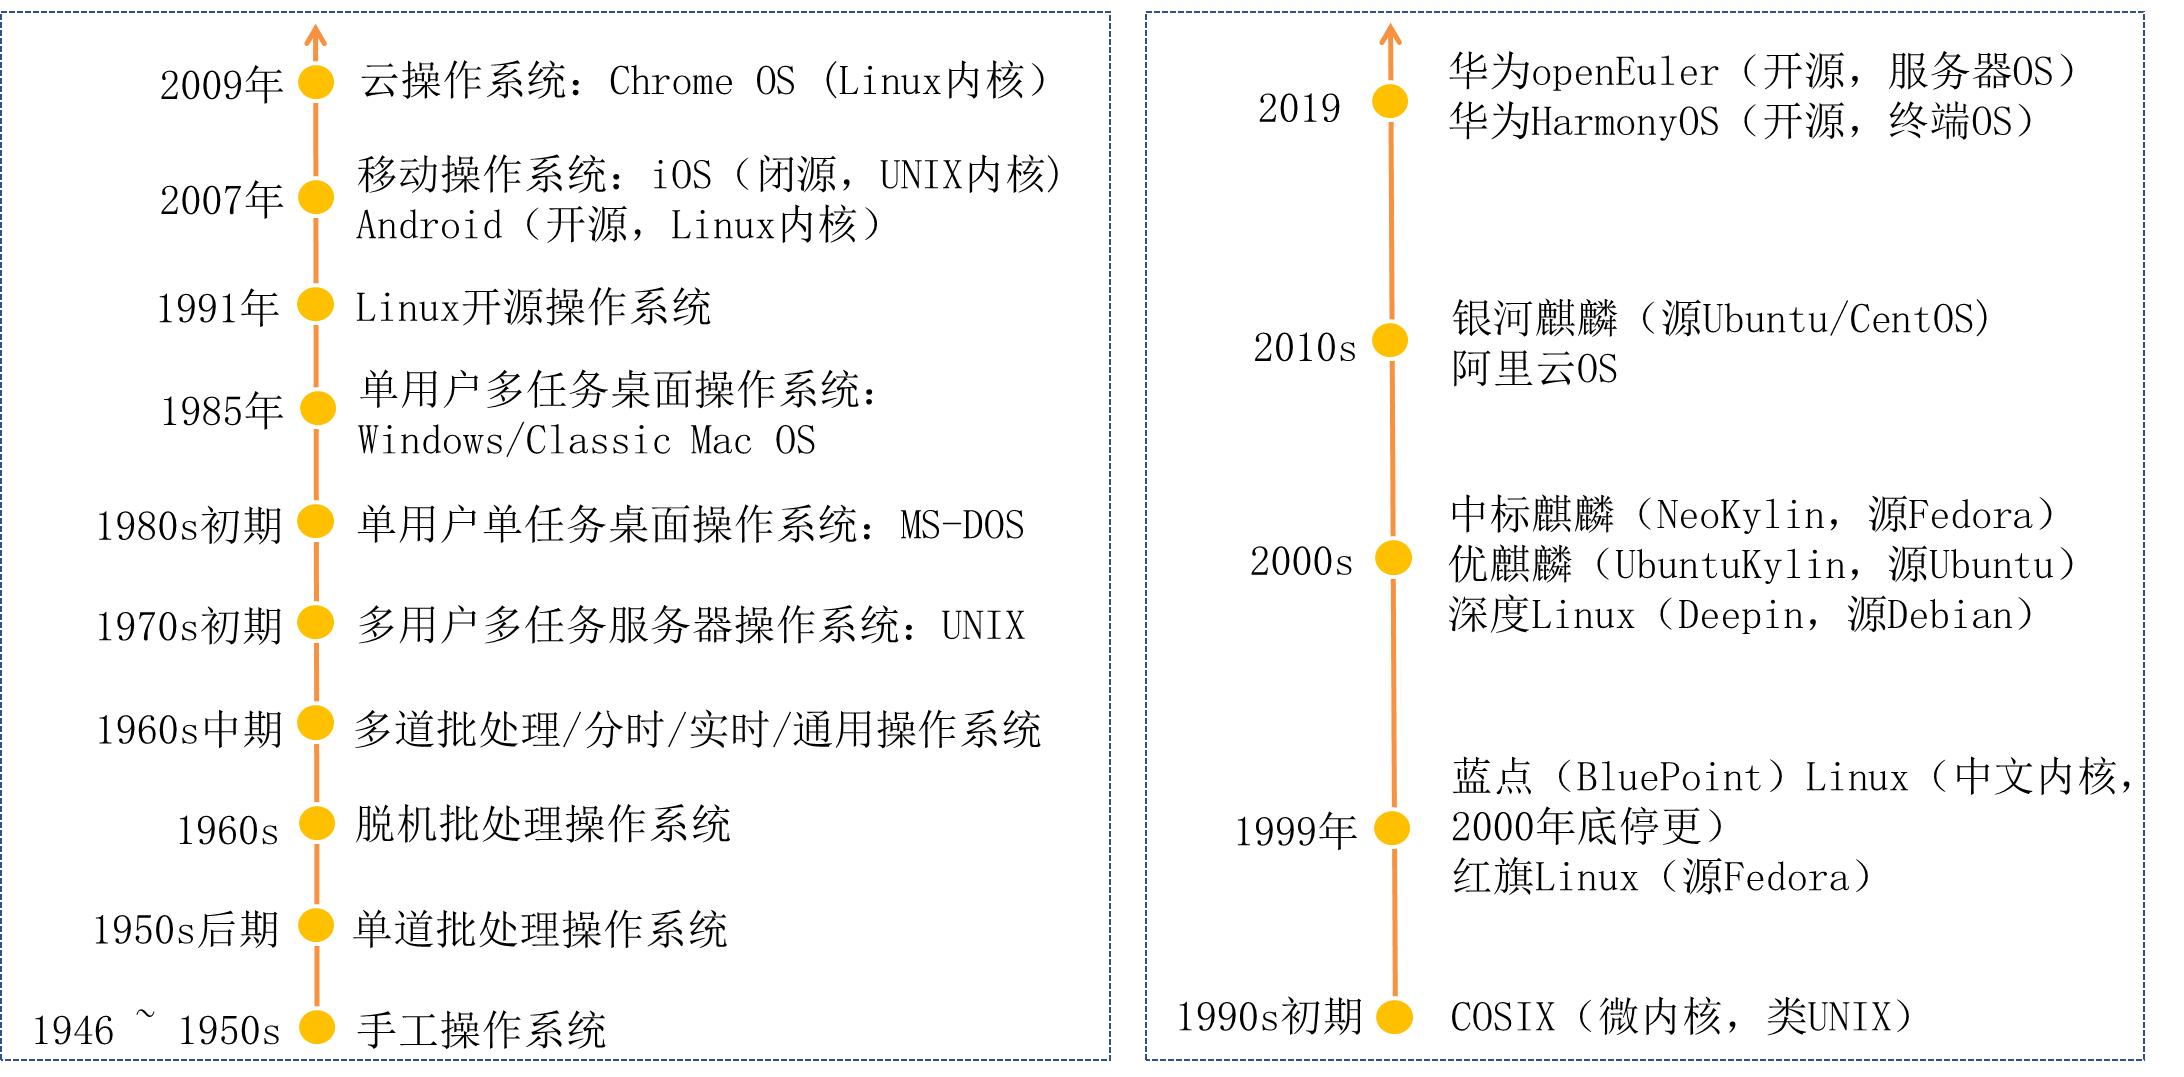 2009年 云操作系统：Chrome OS (Linux内核）
2007年 移动操作系统：iOS（闭源，UNIX内核)
Android（开源，Linux内核）
1991年 Linux开源操作系统
1985年 单用户多任务桌面操作系统：
Windows/Classic Mac OS
1980s初期 单用户单任务桌面操作系统：MS-DOS
1970s初期 多用户多任务服务器操作系统：UNIX
1960s中期 多道批处理/分时/实时/通用操作系统
1960s 脱机批处理操作系统
1950s后期 单道批处理操作系统
1946 ~ 1950s 手工操作系统
2019 华为openEuler（开源，服务器OS）
华为HarmonyOS（开源，终端OS）
2010s 银河麒麟（源Ubuntu/CentOS)
阿里云OS
2000s 中标麒麟（NeoKylin，源Fedora）
优麒麟（UbuntuKylin，源Ubuntu）
深度Linux（Deepin，源Debian）
1999年 蓝点（BluePoint）Linux（中文内核，
2000年底停更）
红旗Linux（源Fedora）
1990s初期 COSIX（微内核，类UNIX）